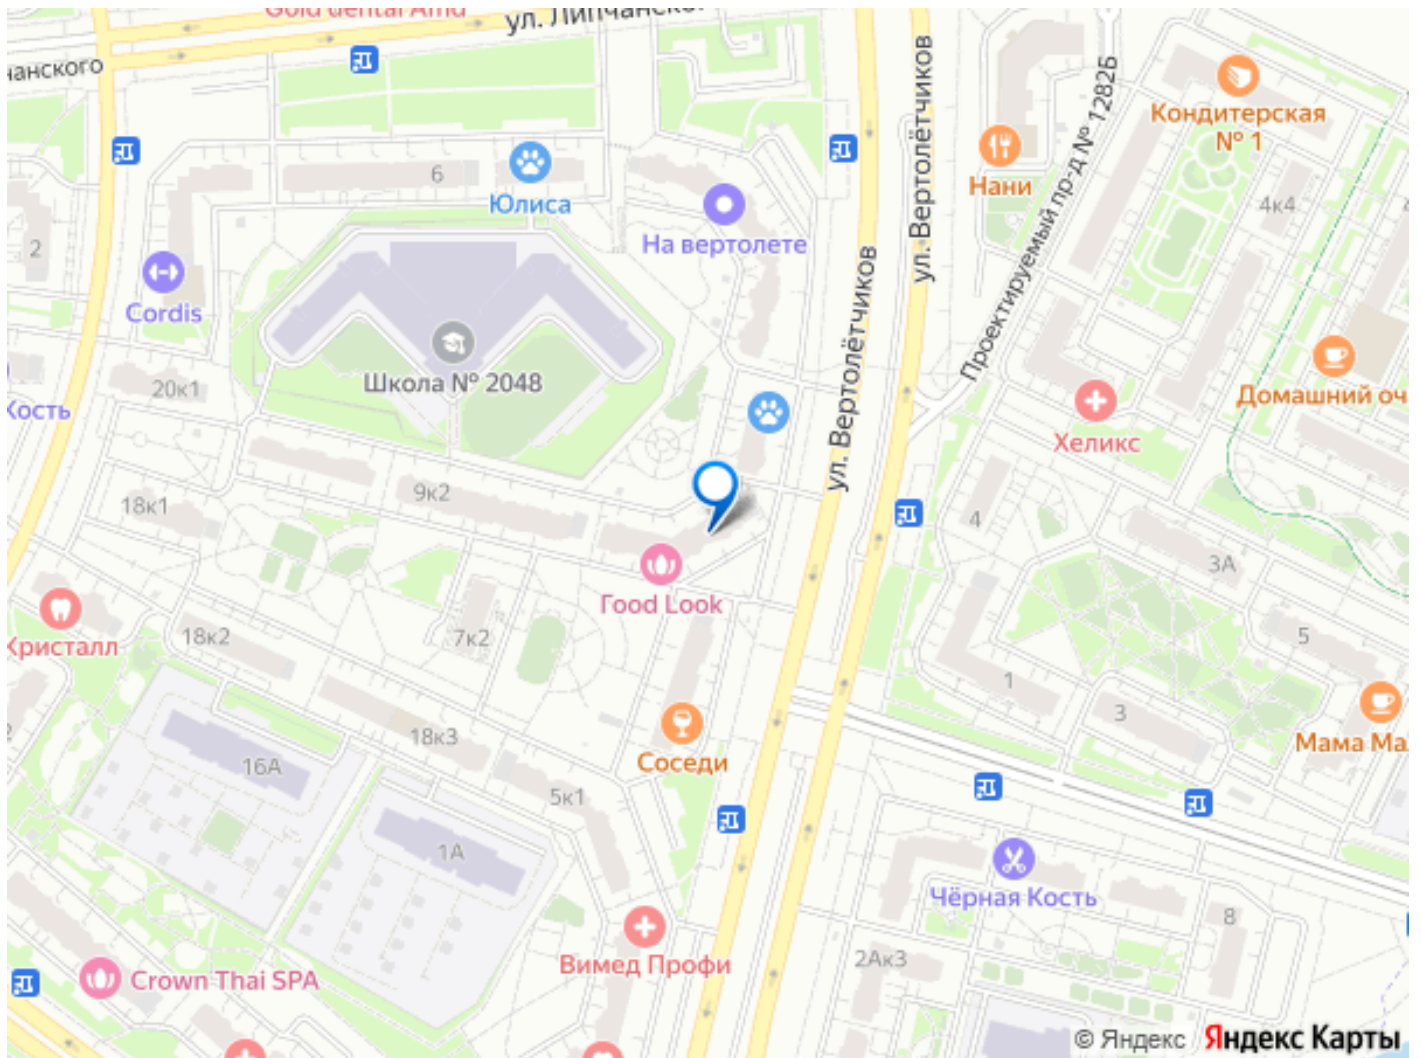 ул. Липчанского
ул. Вертолётчиков
Проектируемый пр-д № 12826
Кондитерская
№ 1
Нани
6
Юлиса
4к4
2
На вертолете
ул. Вертолётчиков
Cordis
Школа № 2048
20к1
Домашний оч
Кость
Хеликс
9к2
18к1
4
3А
Гood Look
18к2
7к2
5
Кристалл
1
3
18к3
Мама Ма
Соседи
16А
5к1
1А
Чёрная Кость
8
Вимед Профи
2Ак3
Crown Thai SPA
© Яндекс Яндекс Карты